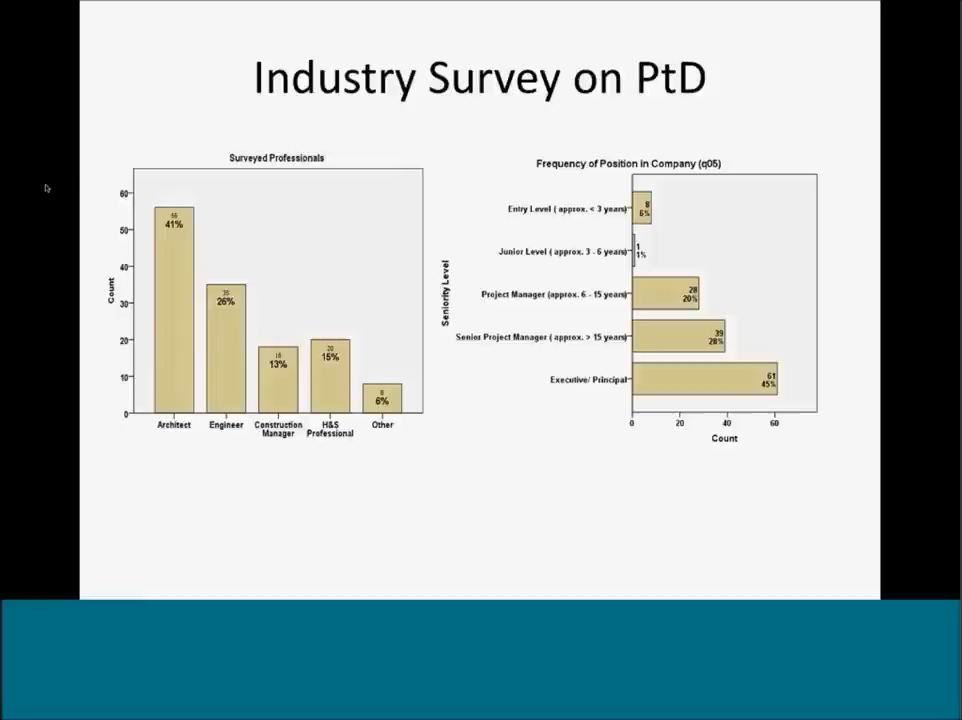 Industry Survey on PtD
Surveyed Professionals
Count
60
50
40
30
20
10
0
56
41%
35
26%
18
13%
20
15%
8
6%
Architect
Engineer
Construction
Manager
H&S
Professional
Other
Frequency of Position in Company (q05)
Seniority Level
Entry Level ( approx. < 3 years)
8
6%
Junior Level ( approx. 3 - 6 years)
1
1%
Project Manager (approx. 6 - 15 years)
28
20%
Senior Project Manager ( approx. > 15 years)
39
28%
Executive/ Principal
61
45%
0
20
40
60
Count